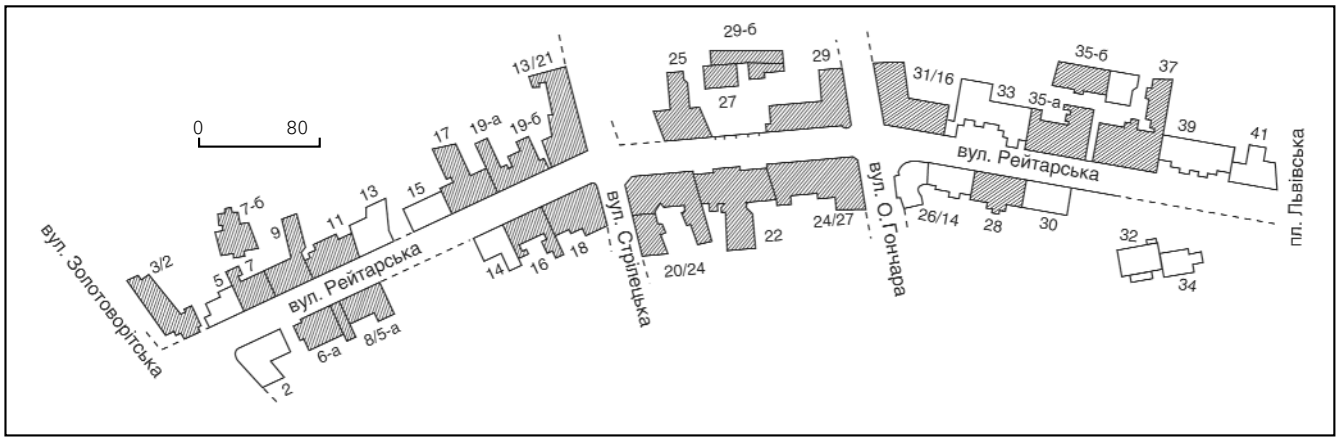 0 80
вул. Золотоворітська
3/2
5
7
7-б
9
11
13
15
17
19-а
19-б
13/21
вул. Рейтарська
2
6-а
8/5-а
14
16
18
вул. Стрілецька
25
29-б
27
29
20/24
22
24/27
вул. О.Гончара
31/16
33
35-а
35-б
37
39
41
вул. Рейтарська
26/14
28
30
32
34
пл. Львівська